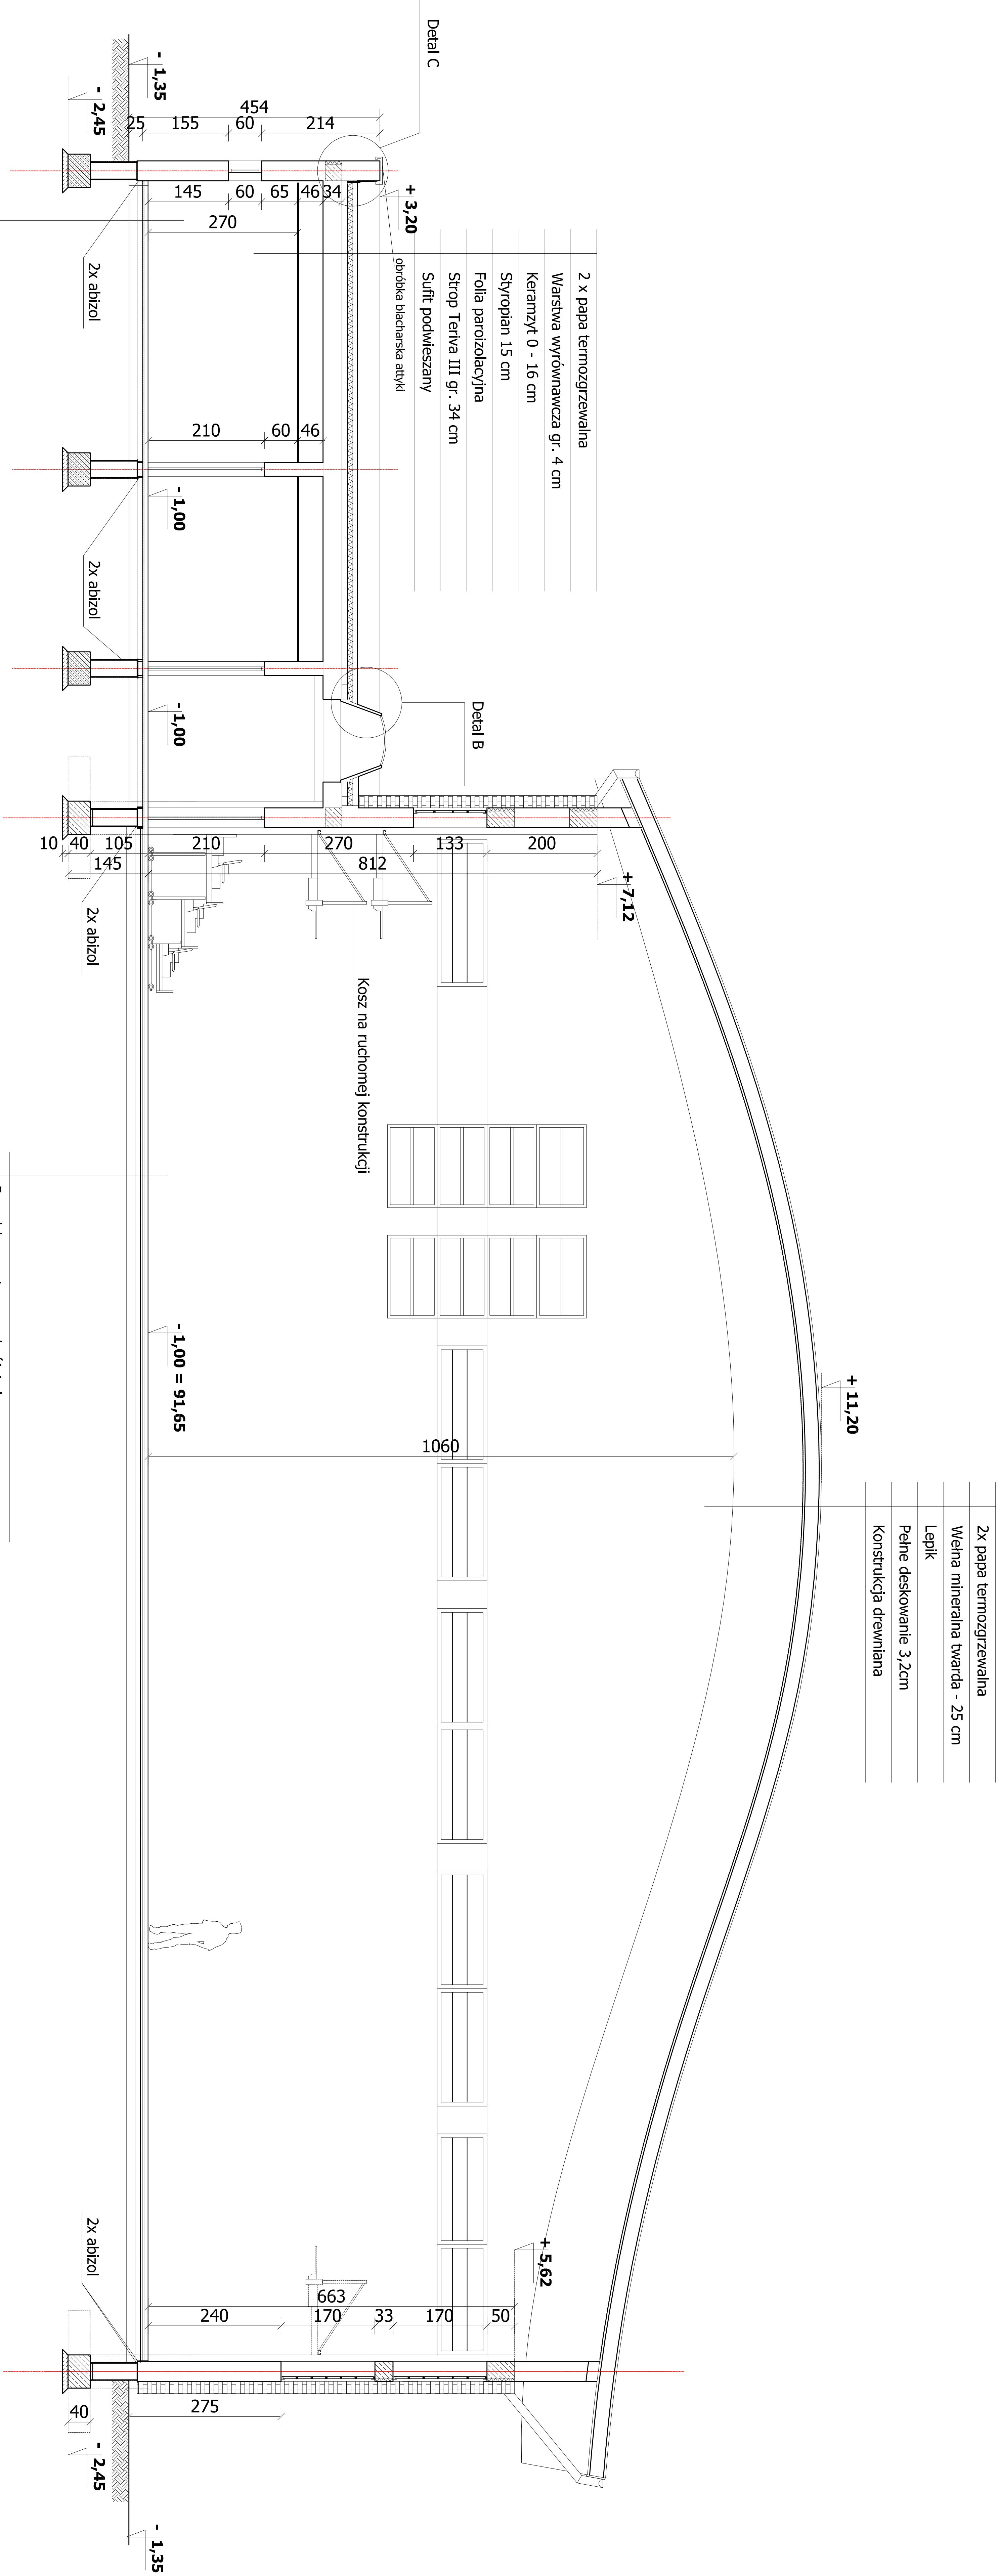 Detal C
- 1,35
- 2,45
454
25
155
60
214
145
60
65
46
34
270
+ 3,20
obróbka blacharska attyki
2x abizol
2 x papa termozgrzewalna
Warstwa wyrównawcza gr. 4 cm
Keramzyt 0 - 16 cm
Styropian 15 cm
Folia paroizolacyjna
Strop Teriva III gr. 34 cm
Sufit podwieszany
210
60
46
- 1,00
2x abizol
- 1,00
Detal B
10
40
105
210
270
133
200
145
812
+ 7,12
2x abizol
Kosz na ruchomej konstrukcji
- 1,00 = 91,65
1060
+ 11,20
2x papa termozgrzewalna
Wełna mineralna twarda - 25 cm
Lepik
Pełne deskowanie 3,2cm
Konstrukcja drewniana
+ 5,62
663
240
170
33
170
50
2x abizol
275
40
- 2,45
- 1,35